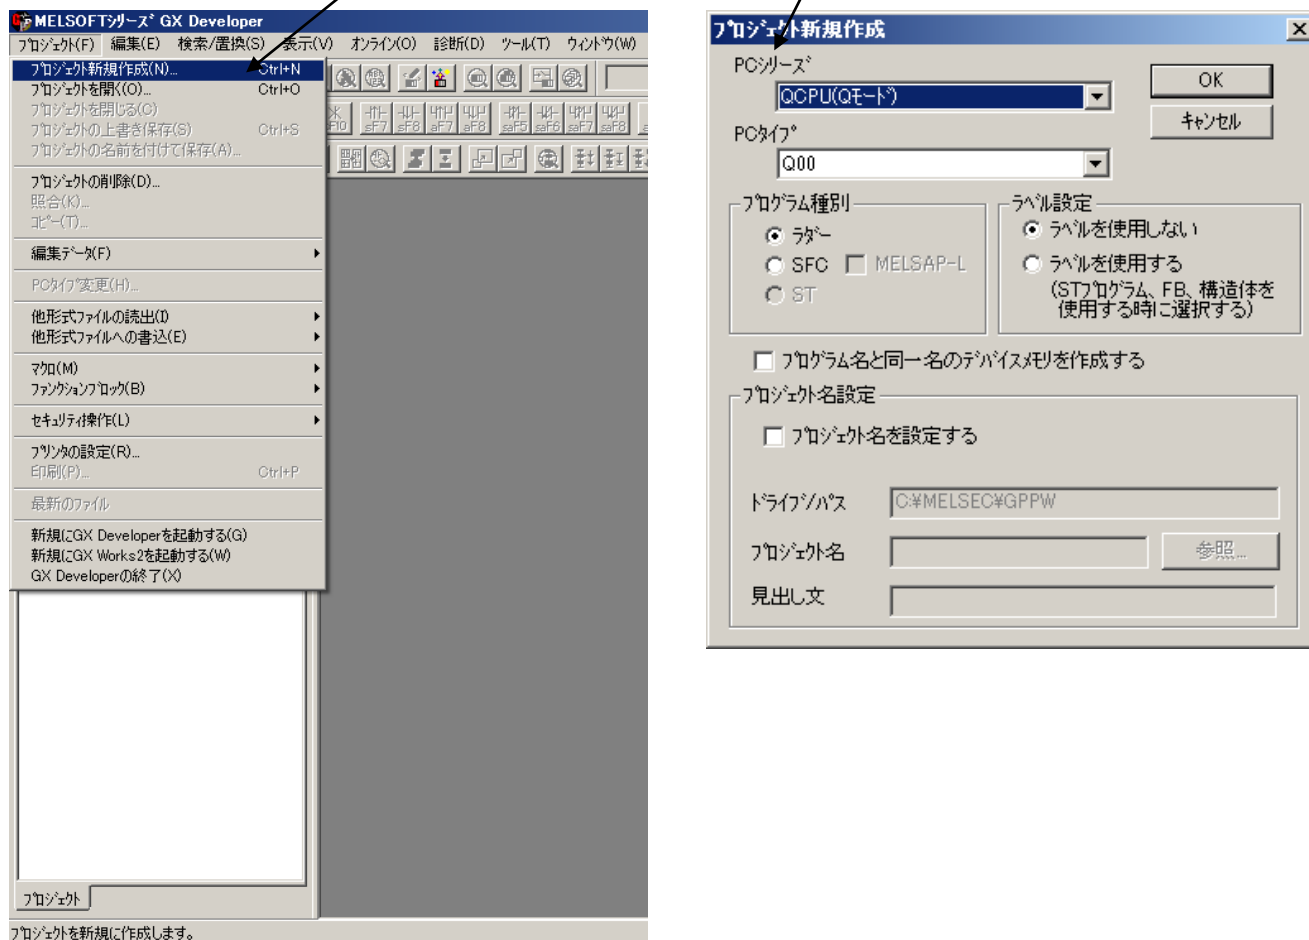 MELSOFTｼﾘｰｽﾞ GX Developer
ﾌﾟﾛｼﾞｪｸﾄ(F) 編集(E) 検索/置換(S) 表示(V) ｵﾝﾗｲﾝ(O) 診断(D) ﾂｰﾙ(T) ｳｨﾝﾄﾞｳ(W)
ﾌﾟﾛｼﾞｪｸﾄ新規作成(N)... Ctrl+N
ﾌﾟﾛｼﾞｪｸﾄを開く(O)... Ctrl+O
ﾌﾟﾛｼﾞｪｸﾄを閉じる(C)
ﾌﾟﾛｼﾞｪｸﾄの上書き保存(S) Ctrl+S
ﾌﾟﾛｼﾞｪｸﾄの名前を付けて保存(A)...
ﾌﾟﾛｼﾞｪｸﾄの削除(D)...
照合(K)...
ｺﾋﾟｰ(T)...
編集ﾃﾞｰﾀ(F)
PCﾀｲﾌﾟ変更(H)...
他形式ﾌｧｲﾙの読出(I)
他形式ﾌｧｲﾙへの書込(E)
ﾏｸﾛ(M)
ﾌｧﾝｸｼｮﾝﾌﾞﾛｯｸ(B)
ｾｷｭﾘﾃｨ操作(L)
ﾌﾟﾘﾝﾀの設定(R)...
印刷(P)... Ctrl+P
最新のﾌｧｲﾙ
新規にGX Developerを起動する(G)
新規にGX Works2を起動する(W)
GX Developerの終了(X)
F10 sF7 sF8 aF7 aF8 saF5 saF6 saF7 saF8
ﾌﾟﾛｼﾞｪｸﾄ
ﾌﾟﾛｼﾞｪｸﾄを新規に作成します。
ﾌﾟﾛｼﾞｪｸﾄ新規作成
PCｼﾘｰｽﾞ
QCPU(Qﾓｰﾄﾞ)
OK
ｷｬﾝｾﾙ
PCﾀｲﾌﾟ
Q00
ﾌﾟﾛｸﾞﾗﾑ種別
ﾗﾀﾞｰ
SFC MELSAP-L
ST
ﾗﾍﾞﾙ設定
ﾗﾍﾞﾙを使用しない
ﾗﾍﾞﾙを使用する
(STﾌﾟﾛｸﾞﾗﾑ、FB、構造体を
使用する時に選択する)
ﾌﾟﾛｸﾞﾗﾑ名と同一名のﾃﾞﾊﾞｲｽﾒﾓﾘを作成する
ﾌﾟﾛｼﾞｪｸﾄ名設定
ﾌﾟﾛｼﾞｪｸﾄ名を設定する
ﾄﾞﾗｲﾌﾞ/ﾊﾟｽ C:¥MELSEC¥GPPW
ﾌﾟﾛｼﾞｪｸﾄ名 参照...
見出し文